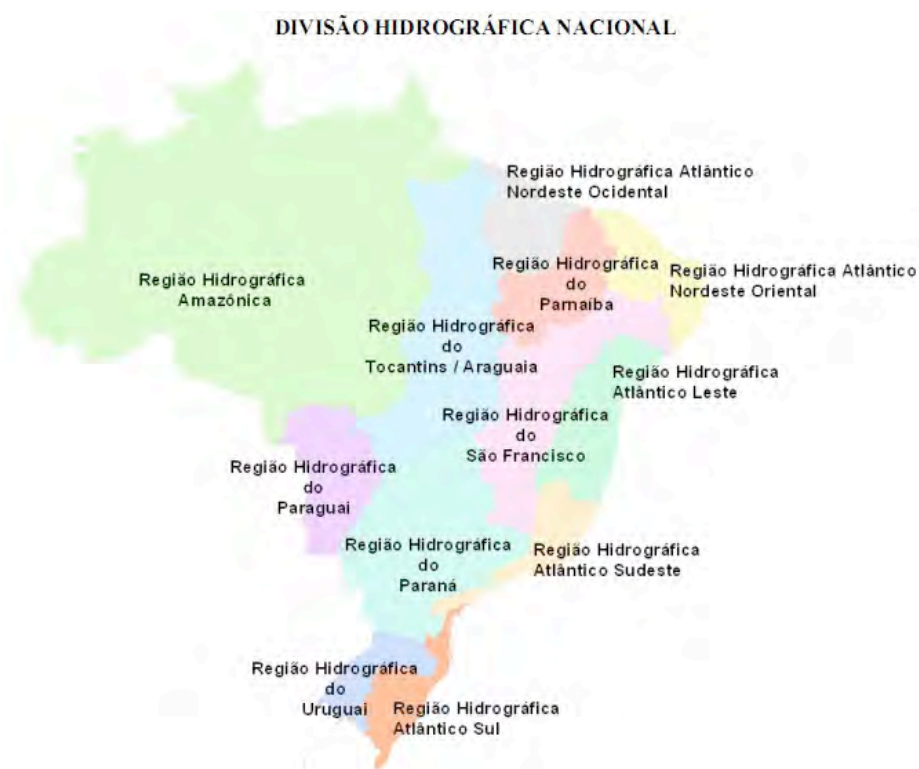 DIVISÃO HIDROGRÁFICA NACIONAL
Região Hidrográfica Atlântico
Nordeste Ocidental
Região Hidrográfica
Amazônica
Região Hidrográfica
do
Parnaíba
Região Hidrográfica Atlântico
Nordeste Oriental
Região Hidrográfica
do
Tocantins / Araguaia
Região Hidrográfica
Atlântico Leste
Região Hidrográfica
do
São Francisco
Região Hidrográfica
do
Paraguai
Região Hidrográfica
do
Paraná
Região Hidrográfica
Atlântico Sudeste
Região Hidrográfica
do
Uruguai
Região Hidrográfica
Atlântico Sul